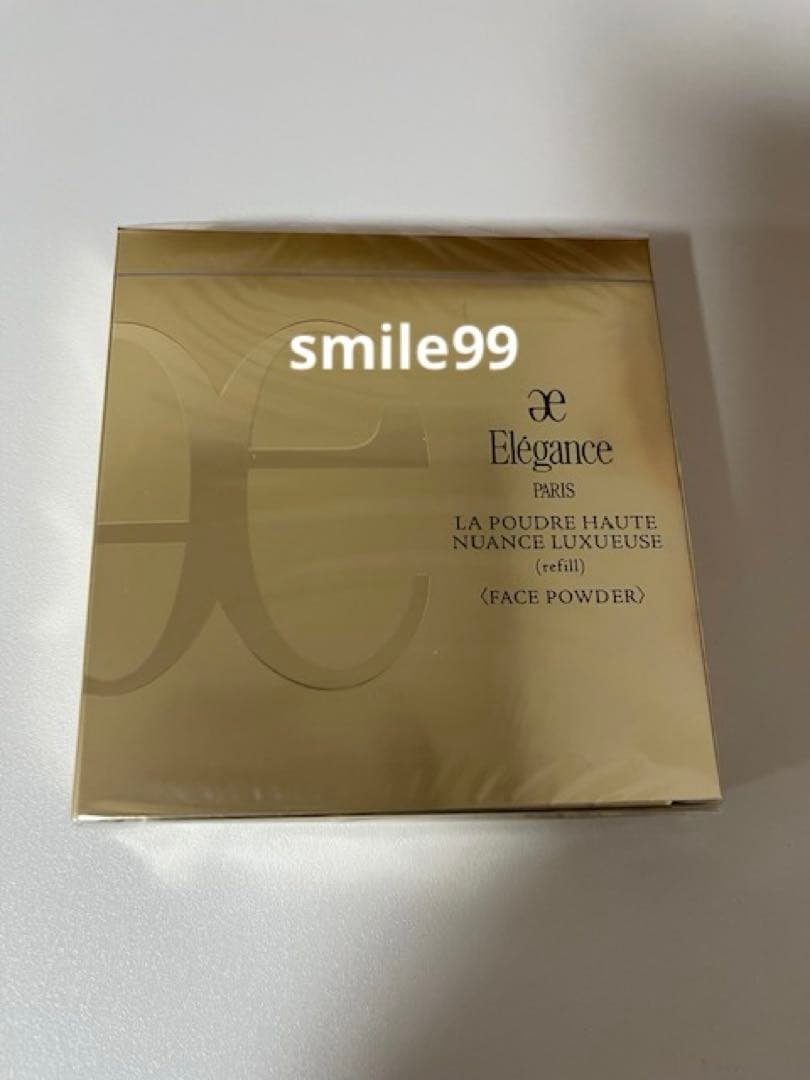 smile99
æ
Elégance
PARIS
LA POUDRE HAUTE
NUANCE LUXUEUSE
(refill)
〈FACE POWDER〉